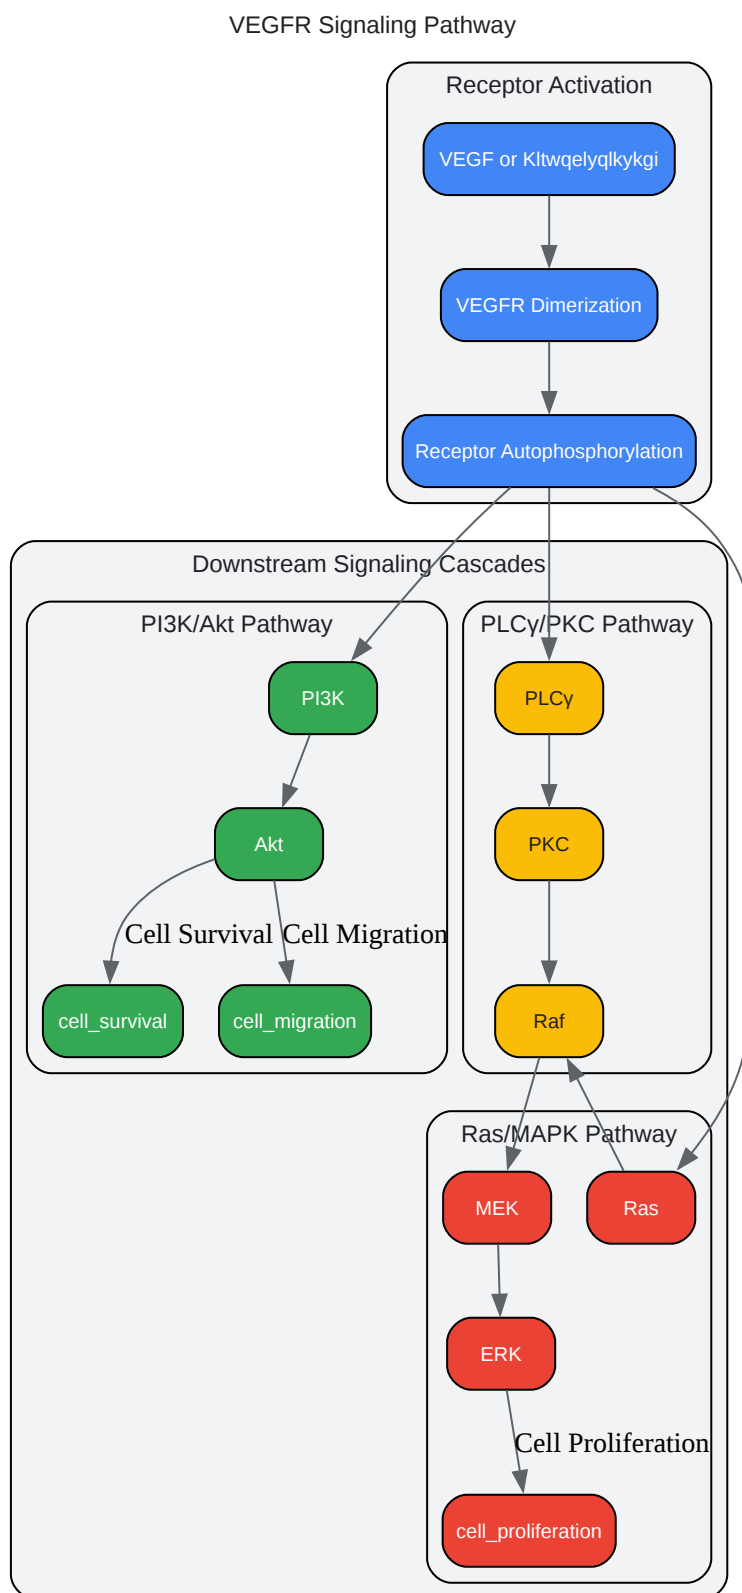 VEGFR Signaling Pathway
Receptor Activation
VEGF or Kltwqelyqlkykgi
VEGFR Dimerization
Receptor Autophosphorylation
Downstream Signaling Cascades
PI3K/Akt Pathway
PLCγ/PKC Pathway
PI3K
PLCγ
Akt
PKC
Cell Survival
Cell Migration
cell_survival
cell_migration
Raf
Ras/MAPK Pathway
MEK
Ras
ERK
Cell Proliferation
cell_proliferation